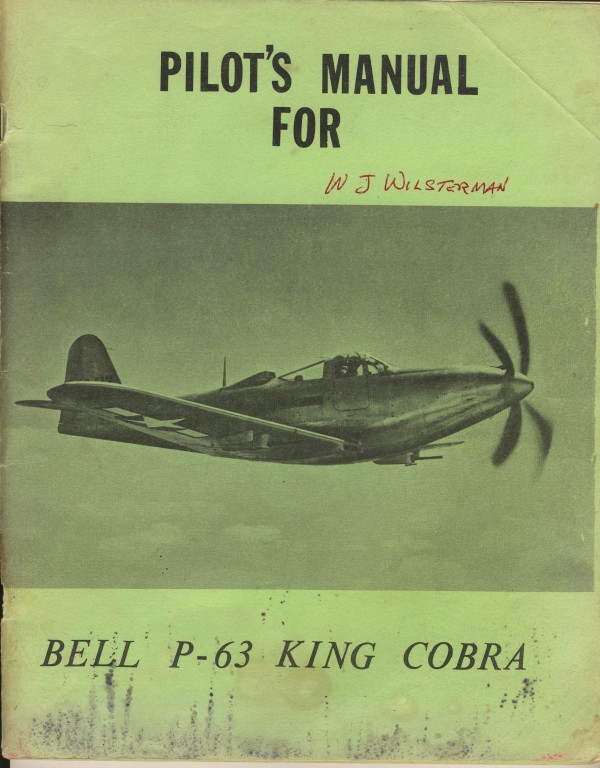 PILOT'S MANUAL
FOR
W J WILSTERMAN
BELL P-63 KING COBRA